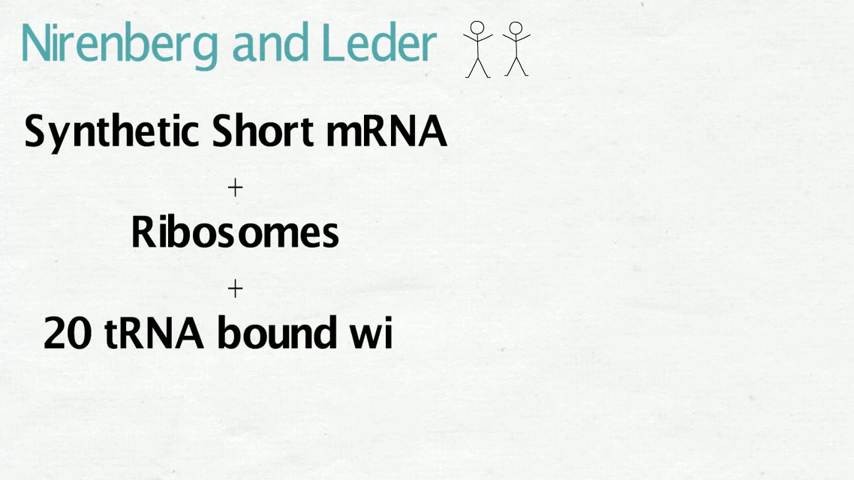 Nirenberg and Leder
Synthetic Short mRNA
+
Ribosomes
+
20 tRNA bound wi